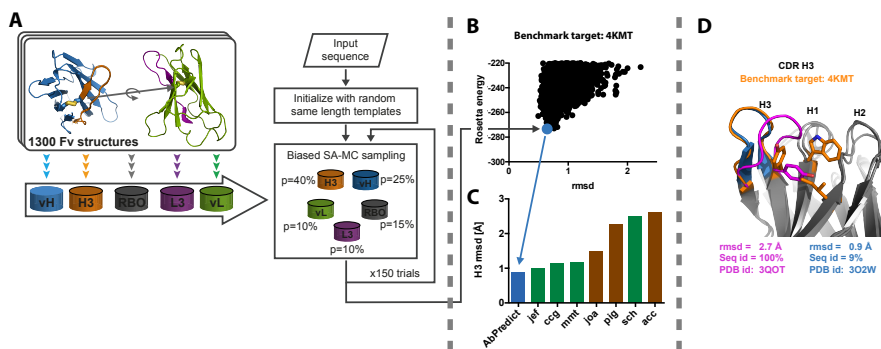 A
1300 Fv structures
vH
H3
RBO
L3
vL
Input
sequence
Initialize with random
same length templates
Biased SA-MC sampling
p=40%
H3
vH
p=25%
vL
RBO
p=10%
p=15%
L3
p=10%
x150 trials
B
Benchmark target: 4KMT
Rosetta energy
-220
-240
-260
-280
-300
0
1
2
rmsd
C
H3 rmsd [Å]
3
2
1
0
AbPredict
jef
ccg
mmt
joa
pig
sch
acc
D
CDR H3
Benchmark target: 4KMT
H3
H1
H2
rmsd = 2.7 Å
Seq id = 100%
PDB id: 3QOT
rmsd = 0.9 Å
Seq id = 9%
PDB id: 3O2W